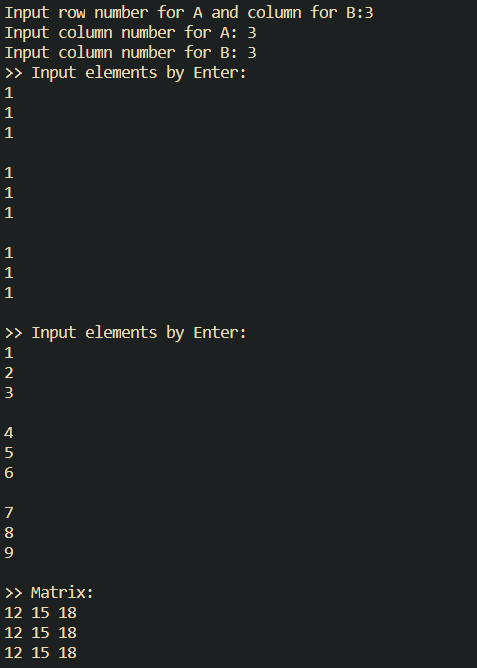 Input row number for A and column for B:3
Input column number for A: 3
Input column number for B: 3
>> Input elements by Enter:
1
1
1
1
1
1
1
1
1
>> Input elements by Enter:
1
2
3
4
5
6
7
8
9
>> Matrix:
12 15 18
12 15 18
12 15 18